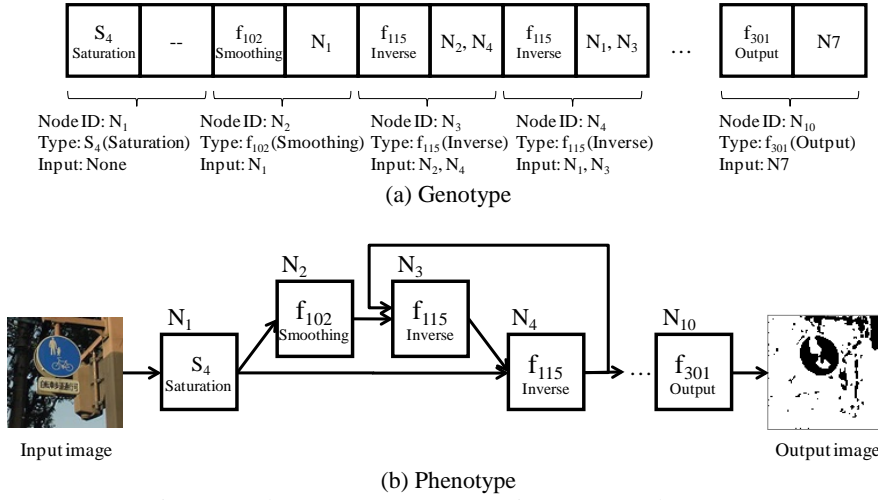 S4 Saturation -- f102 Smoothing N1 f115 Inverse N2, N4 f115 Inverse N1, N3 … f301 Output N7
Node ID: N1
Type: S4(Saturation)
Input: None
Node ID: N2
Type: f102(Smoothing)
Input: N1
Node ID: N3
Type: f115(Inverse)
Input: N2, N4
Node ID: N4
Type: f115(Inverse)
Input: N1, N3
Node ID: N10
Type: f301(Output)
Input: N7
(a) Genotype
N1
S4
Saturation
N2
f102
Smoothing
N3
f115
Inverse
N4
f115
Inverse
…
N10
f301
Output
Input image
Output image
(b) Phenotype